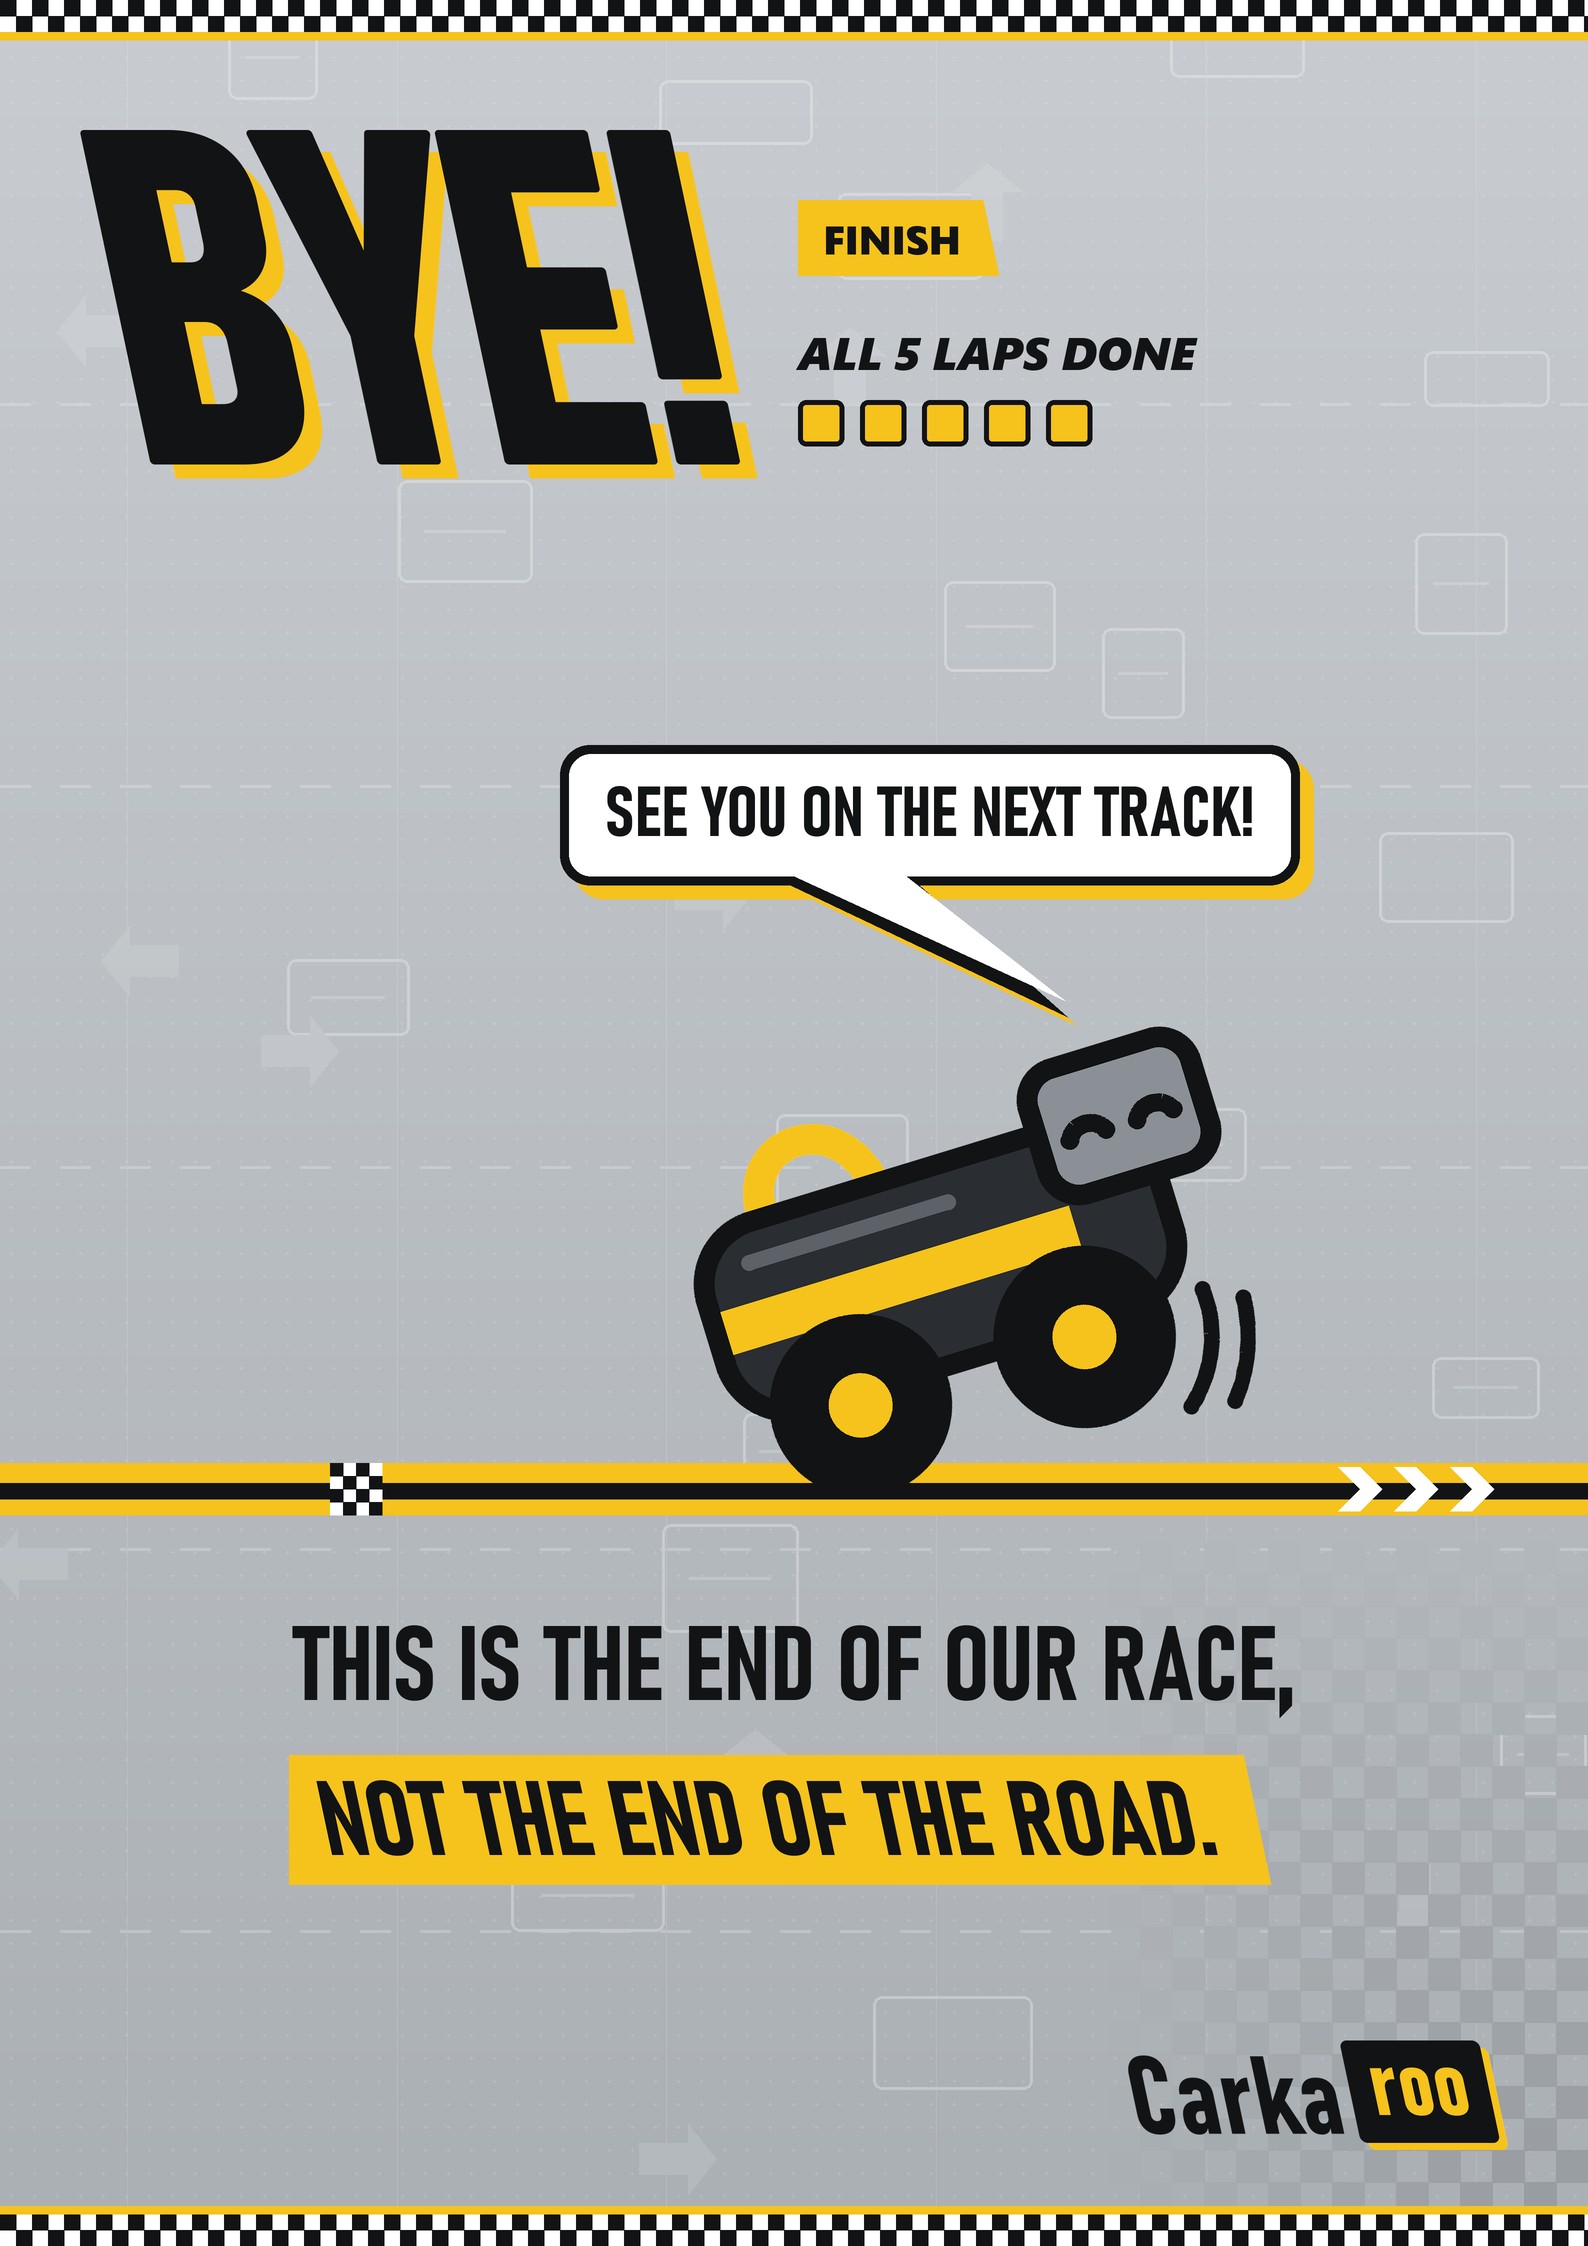 BYE!
FINISH
ALL 5 LAPS DONE
SEE YOU ON THE NEXT TRACK!
THIS IS THE END OF OUR RACE,
NOT THE END OF THE ROAD.
Carkaroo